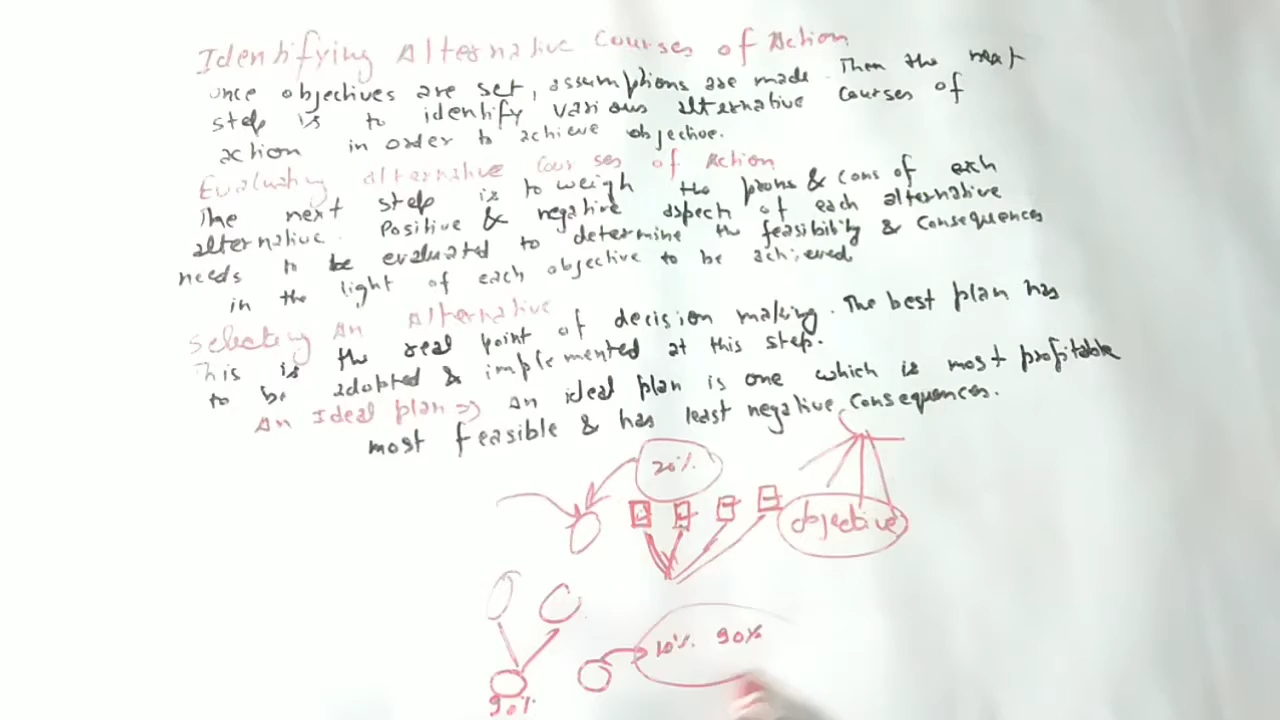 Identifying Alternative Courses of Action
once objectives are set, assumptions are made. Then the next
step is to identify various alternative courses of
action in order to achieve objective.
Evaluating alternative Courses of Action
The next step is to weigh the prons & cons of each
alternative. Positive & negative aspect of each alternative
needs to be evaluated to determine the feasibility & Consequences
in the light of each objective to be achieved
Selecting An Alternative
This is the real point of decision making. The best plan has
to be adopted & implemented at this step.
An Ideal plan => An ideal plan is one which is most profitable
most feasible & has least negative consequences.
20%
objective
10% 90%
90%